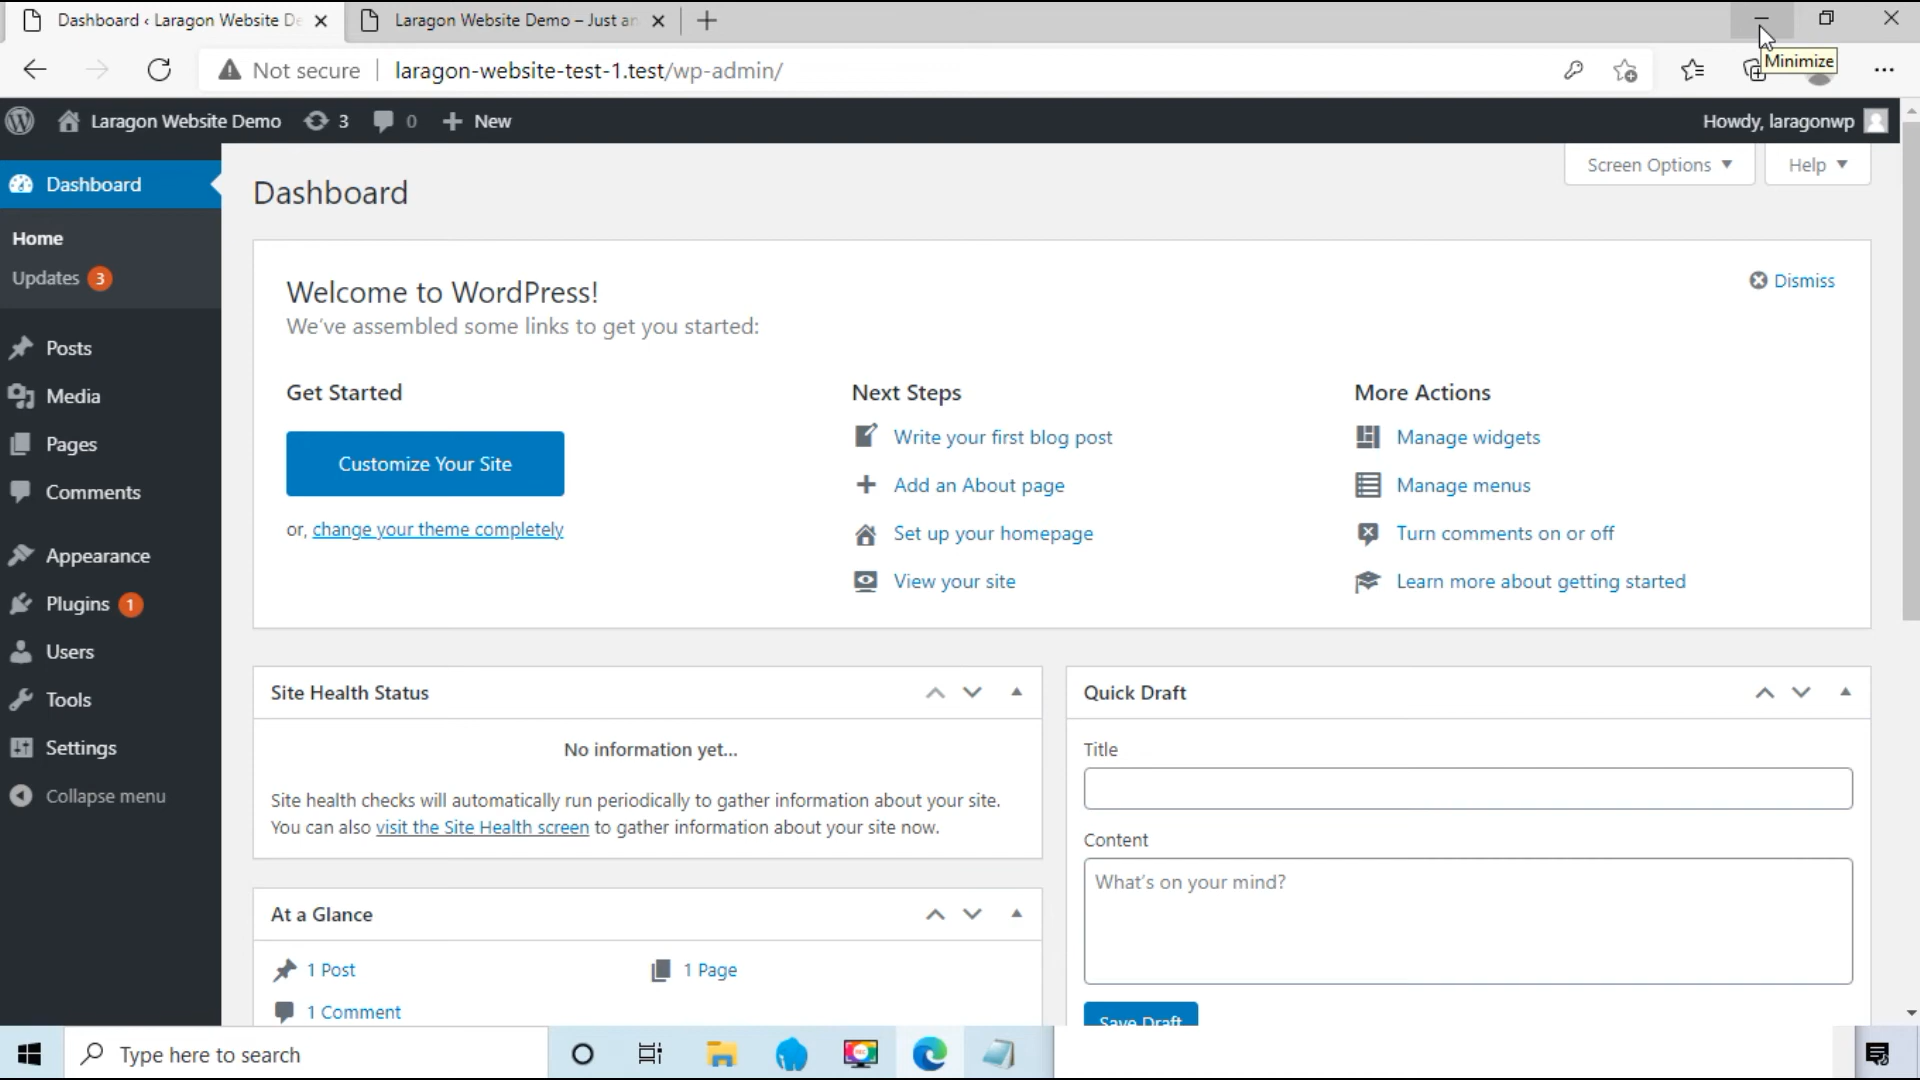 Dashboard ‹ Laragon Website De
Laragon Website Demo – Just an
Not secure
laragon-website-test-1.test/wp-admin/
Minimize
Laragon Website Demo
3
0
New
Howdy, laragonwp
Dashboard
Home
Updates 3
Posts
Media
Pages
Comments
Appearance
Plugins 1
Users
Tools
Settings
Collapse menu
Screen Options
Help
Dashboard
Welcome to WordPress!
We've assembled some links to get you started:
Dismiss
Get Started
Customize Your Site
or, change your theme completely
Next Steps
Write your first blog post
Add an About page
Set up your homepage
View your site
More Actions
Manage widgets
Manage menus
Turn comments on or off
Learn more about getting started
Site Health Status
No information yet...
Site health checks will automatically run periodically to gather information about your site.
You can also visit the Site Health screen to gather information about your site now.
At a Glance
1 Post
1 Page
1 Comment
Quick Draft
Title
Content
What's on your mind?
Save Draft
Type here to search